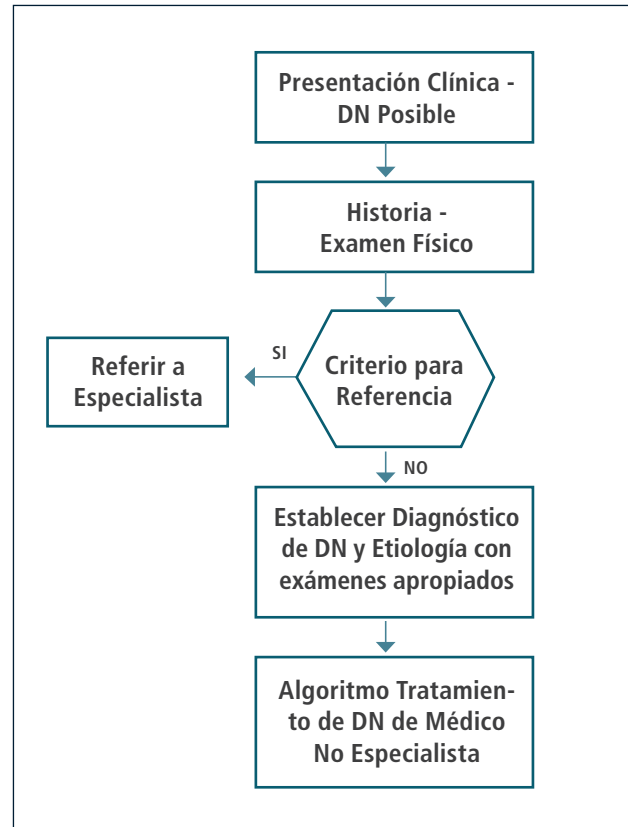 Presentación Clínica -
DN Posible
Historia -
Examen Físico
SI
Referir a
Especialista
Criterio para
Referencia
NO
Establecer Diagnóstico
de DN y Etiología con
exámenes apropiados
Algoritmo Tratamien-
to de DN de Médico
No Especialista